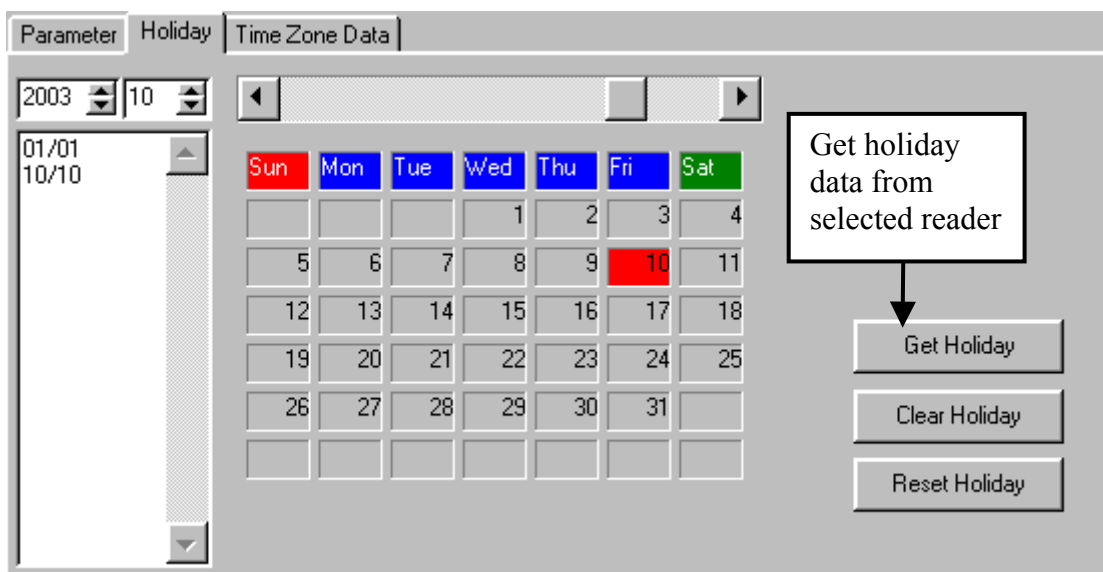 Parameter Holiday Time Zone Data
2003 10
01/01
10/10
Sun Mon Tue Wed Thu Fri Sat
1 2 3 4
5 6 7 8 9 10 11
12 13 14 15 16 17 18
19 20 21 22 23 24 25
26 27 28 29 30 31
Get holiday
data from
selected reader
Get Holiday
Clear Holiday
Reset Holiday